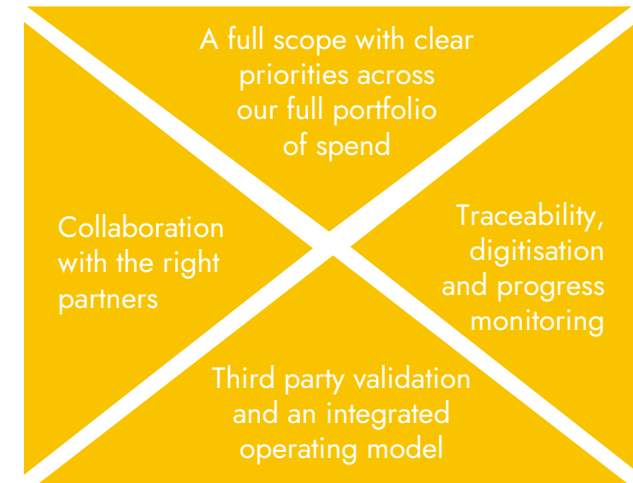 A full scope with clear
priorities across
our full portfolio
of spend
Collaboration
with the right
partners
Traceability,
digitisation
and progress
monitoring
Third party validation
and an integrated
operating model